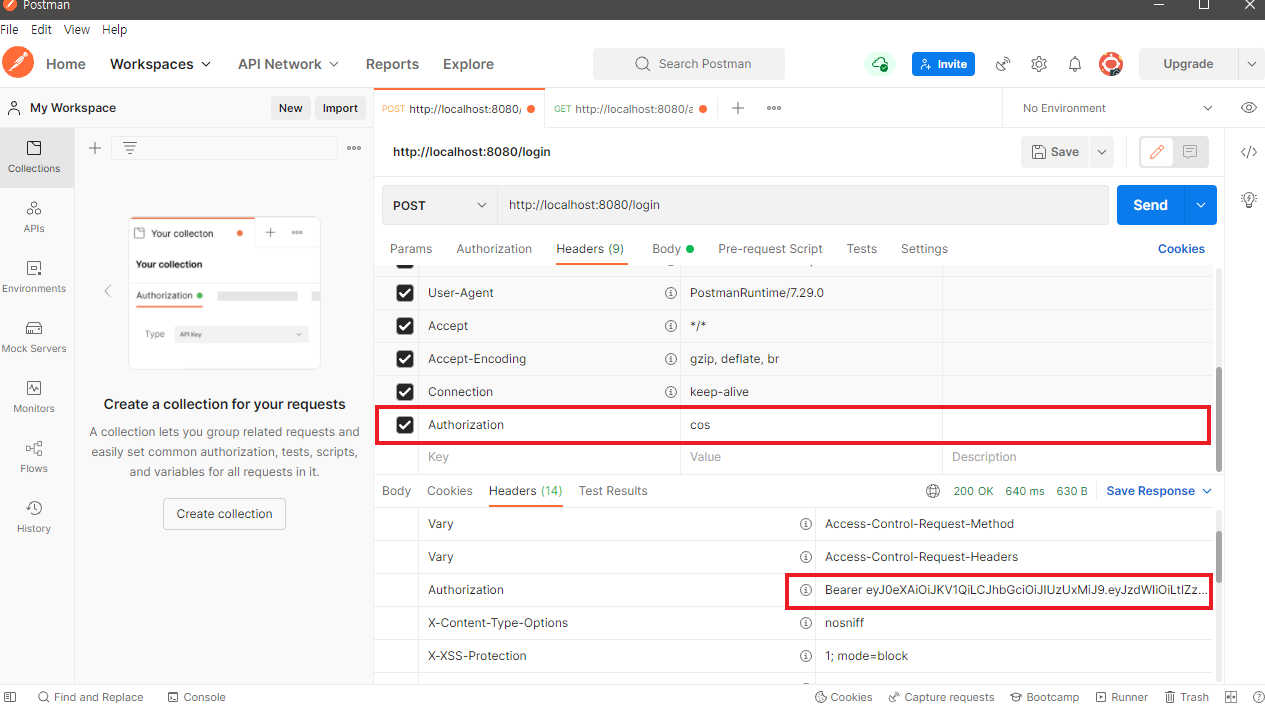 Postman
File Edit View Help
Home Workspaces API Network Reports Explore Search Postman Invite Upgrade
My Workspace New Import POST http://localhost:8080/ GET http://localhost:8080/a No Environment
http://localhost:8080/login Save
Collections
APIs
Environments
Mock Servers
Monitors
Flows
History
Your collecton
Your collection
Authorization
Type API Key
Create a collection for your requests
A collection lets you group related requests and
easily set common authorization, tests, scripts,
and variables for all requests in it.
Create collection
POST http://localhost:8080/login Send
Params Authorization Headers (9) Body Pre-request Script Tests Settings Cookies
User-Agent PostmanRuntime/7.29.0
Accept */*
Accept-Encoding gzip, deflate, br
Connection keep-alive
Authorization cos
Key Value Description
Body Cookies Headers (14) Test Results 200 OK 640 ms 630 B Save Response
Vary Access-Control-Request-Method
Vary Access-Control-Request-Headers
Authorization Bearer eyJ0eXAiOiJKV1QiLCJhbGciOiJIUzUxMiJ9.eyJzdWIiOiLtlZz...
X-Content-Type-Options nosniff
X-XSS-Protection 1; mode=block
Find and Replace Console Cookies Capture requests Bootcamp Runner Trash